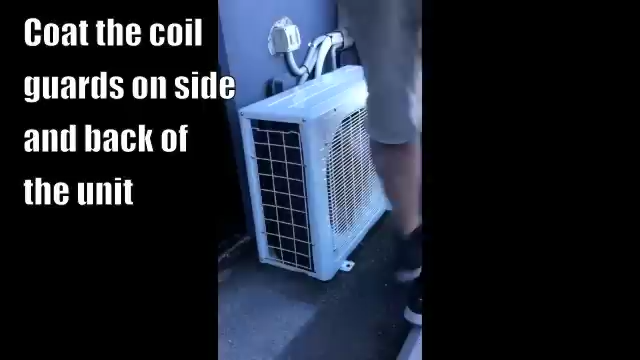 Coat the coil
guards on side
and back of
the unit